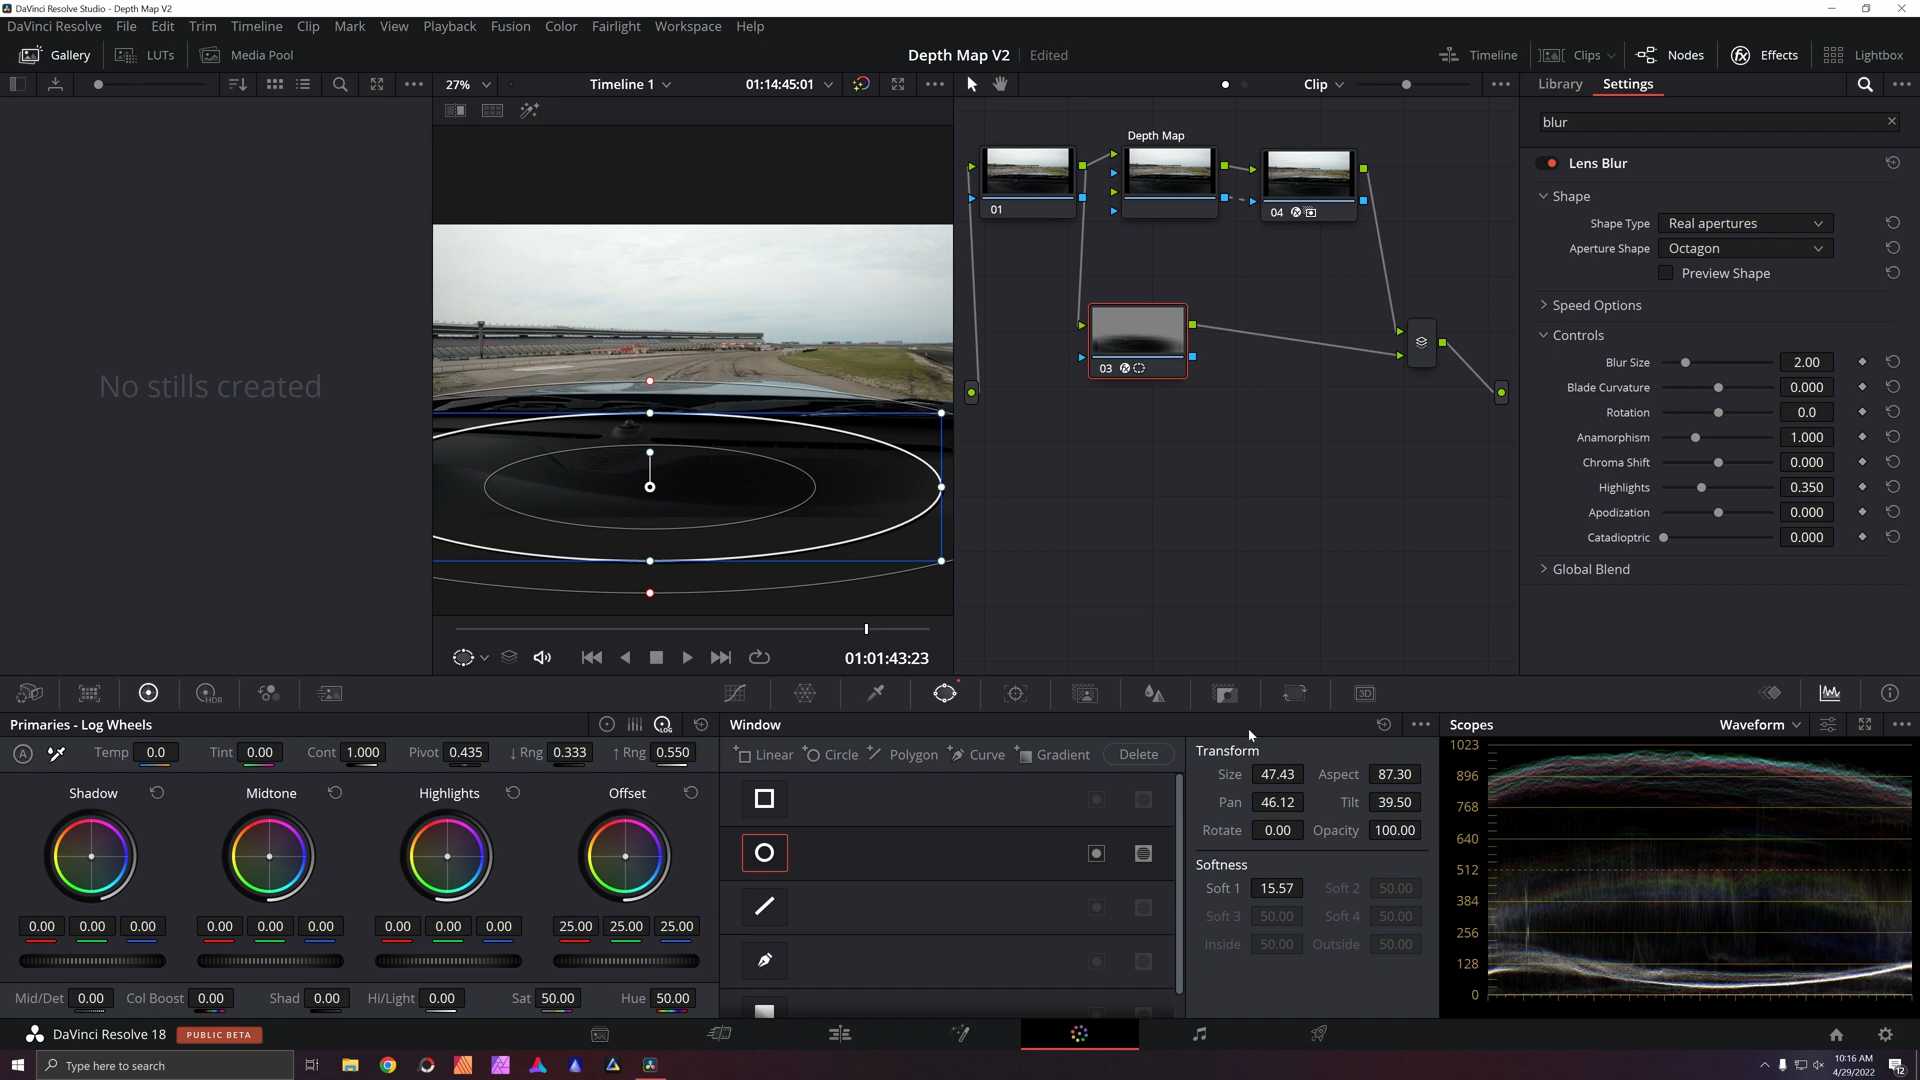 DaVinci Resolve Studio - Depth Map V2
DaVinci Resolve File Edit Trim Timeline Clip Mark View Playback Fusion Color Fairlight Workspace Help
Gallery LUTs Media Pool Depth Map V2 Edited Timeline Clips Nodes Effects Lightbox
27% Timeline 1 01:14:45:01 Clip Library Settings
blur
Depth Map
01
04
03
No stills created
Lens Blur
Shape
Shape Type Real apertures
Aperture Shape Octagon
Preview Shape
Speed Options
Controls
Blur Size 2.00
Blade Curvature 0.000
Rotation 0.0
Anamorphism 1.000
Chroma Shift 0.000
Highlights 0.350
Apodization 0.000
Catadioptric 0.000
Global Blend
01:01:43:23
HDR
3D
Primaries - Log Wheels
LOG
A Temp 0.0 Tint 0.00 Cont 1.000 Pivot 0.435 ↓ Rng 0.333 ↑ Rng 0.550
Shadow Midtone Highlights Offset
0.00 0.00 0.00 0.00 0.00 0.00 0.00 0.00 0.00 25.00 25.00 25.00
Mid/Det 0.00 Col Boost 0.00 Shad 0.00 Hi/Light 0.00 Sat 50.00 Hue 50.00
Window
Linear Circle Polygon Curve Gradient Delete
Transform
Size 47.43 Aspect 87.30
Pan 46.12 Tilt 39.50
Rotate 0.00 Opacity 100.00
Softness
Soft 1 15.57 Soft 2 50.00
Soft 3 50.00 Soft 4 50.00
Inside 50.00 Outside 50.00
Scopes Waveform
1023
896
768
640
512
384
256
128
0
DaVinci Resolve 18 PUBLIC BETA
Type here to search
10:16 AM
4/29/2022
12